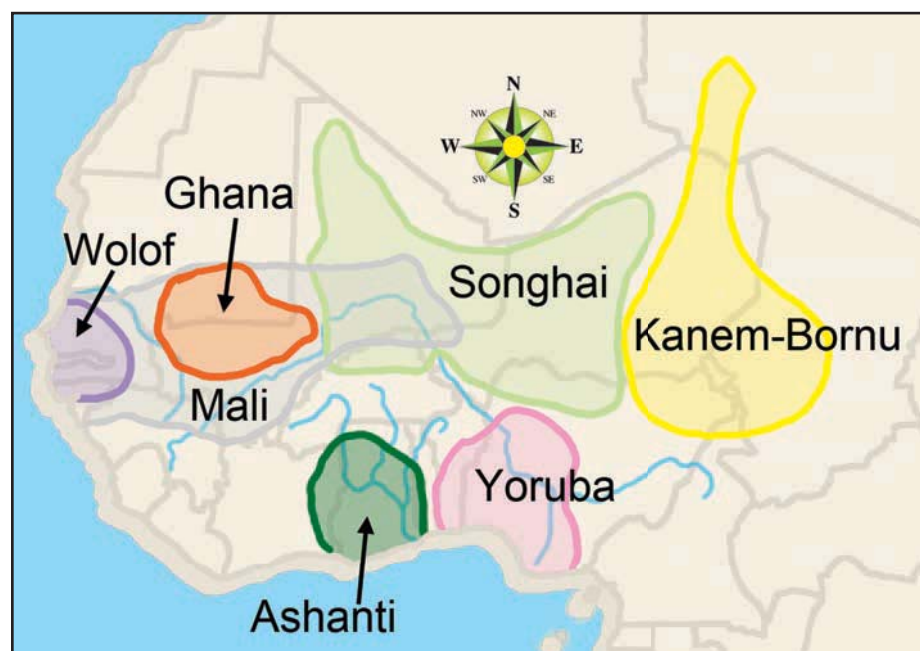 N
NW
NE
W
E
SW
SE
S
Ghana
Wolof
Songhai
Kanem-Bornu
Mali
Yoruba
Ashanti